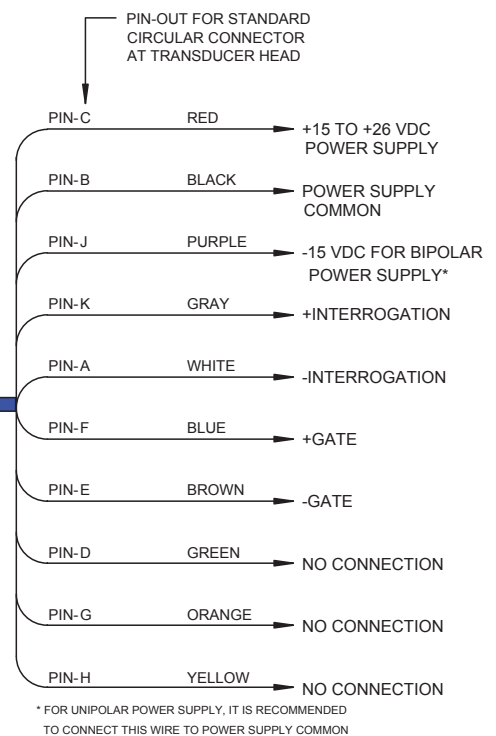 PIN-OUT FOR STANDARD
CIRCULAR CONNECTOR
AT TRANSDUCER HEAD
PIN-C RED +15 TO +26 VDC
POWER SUPPLY
PIN-B BLACK POWER SUPPLY
COMMON
PIN-J PURPLE -15 VDC FOR BIPOLAR
POWER SUPPLY*
PIN-K GRAY +INTERROGATION
PIN-A WHITE -INTERROGATION
PIN-F BLUE +GATE
PIN-E BROWN -GATE
PIN-D GREEN NO CONNECTION
PIN-G ORANGE NO CONNECTION
PIN-H YELLOW NO CONNECTION
* FOR UNIPOLAR POWER SUPPLY, IT IS RECOMMENDED
TO CONNECT THIS WIRE TO POWER SUPPLY COMMON